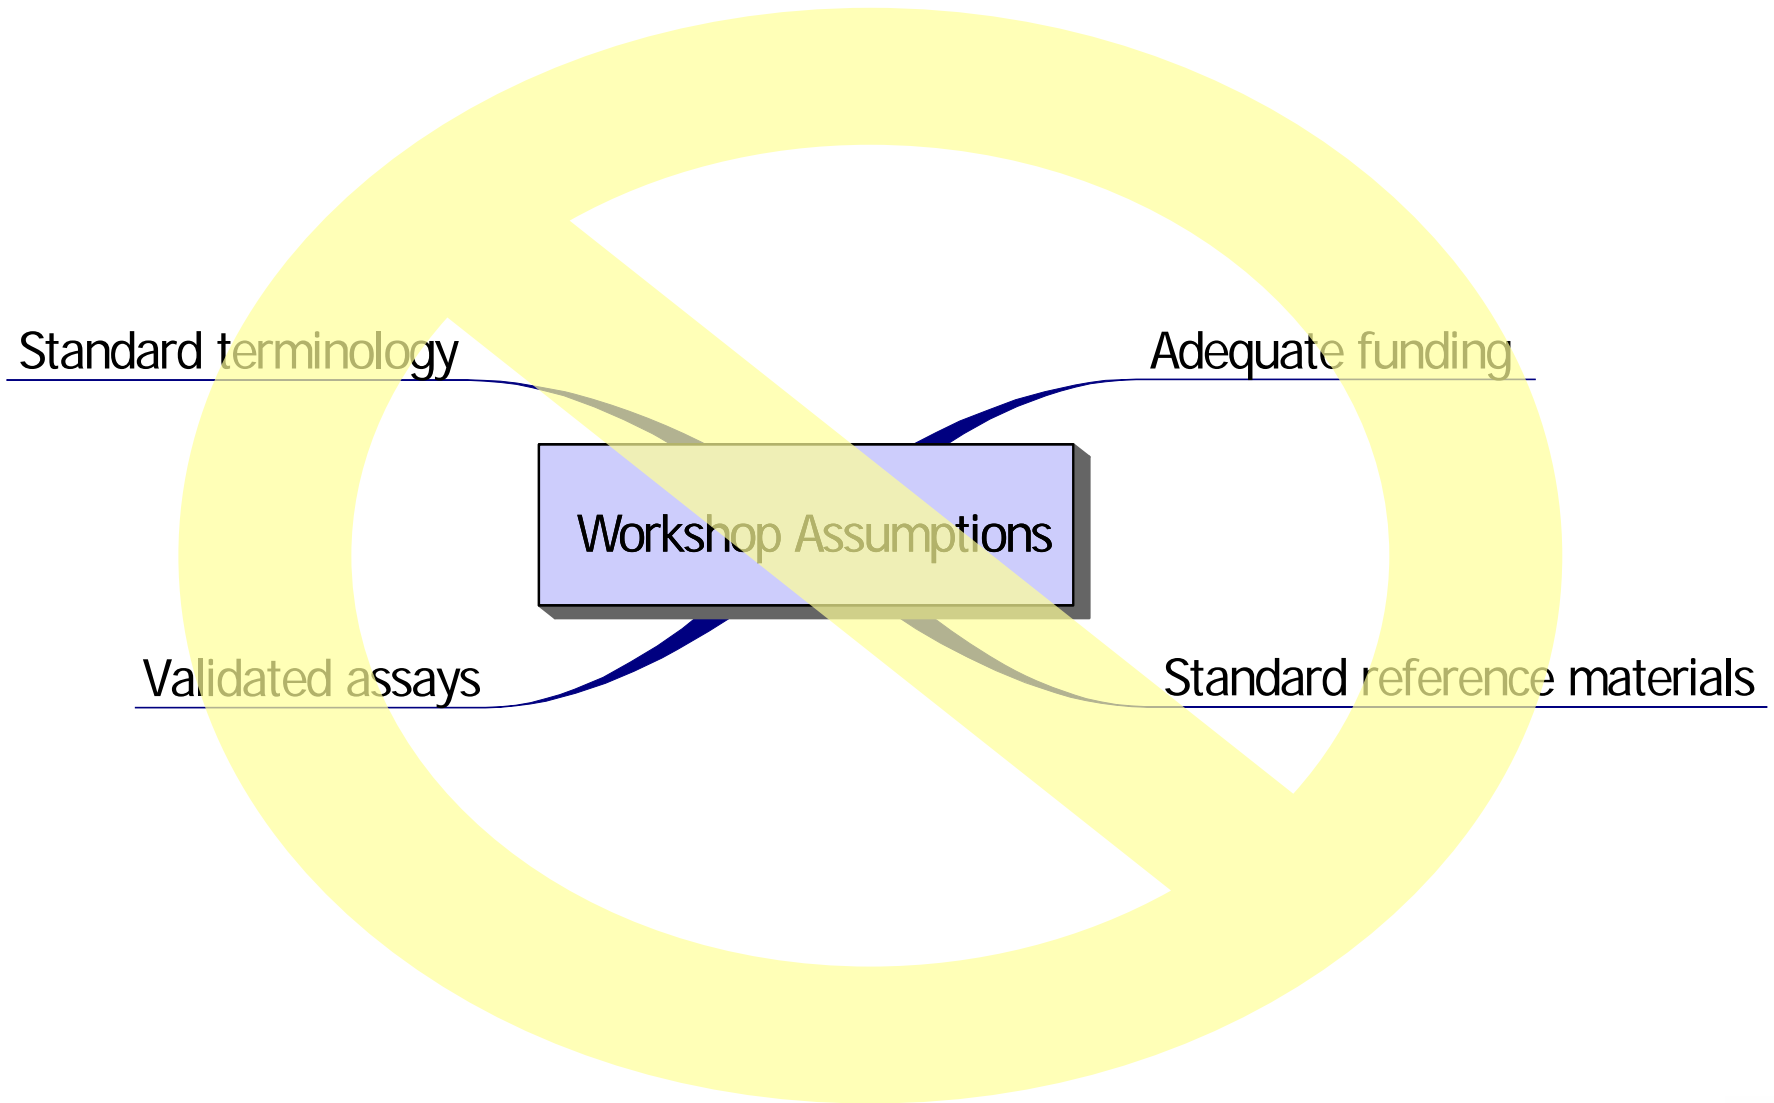 Standard terminology
Adequate funding
Workshop Assumptions
Validated assays
Standard reference materials